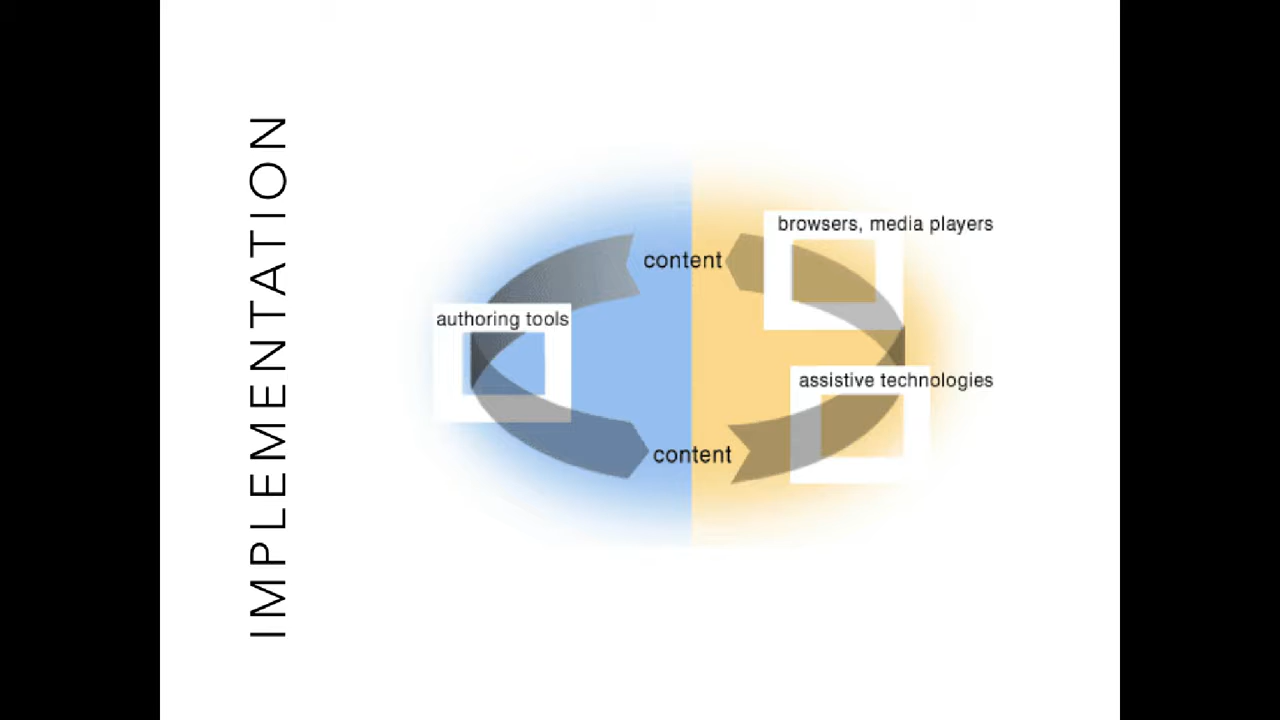 IMPLEMENTATION
browsers, media players
content
authoring tools
assistive technologies
content